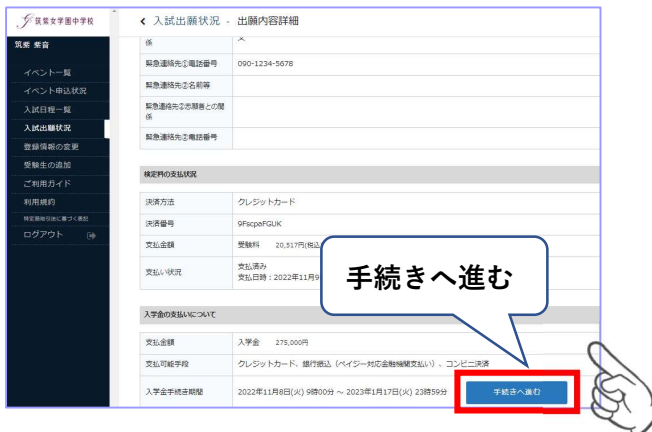 筑紫女学園中学校
入試出願状況 - 出願内容詳細
筑紫 紫音
イベント一覧
イベント申込状況
入試日程一覧
入試出願状況
登録情報の変更
受験生の追加
ご利用ガイド
利用規約
特定商取引法に基づく表記
ログアウト
係
父
緊急連絡先①電話番号 090-1234-5678
緊急連絡先②名前等
緊急連絡先②志願者との関
係
緊急連絡先②電話番号
検定料の支払状況
決済方法 クレジットカード
決済番号 9FscpaFGUK
支払金額 受験料 20,517円(税込
支払い状況 支払済み
支払日時：2022年11月9
手続きへ進む
入学金の支払いについて
支払金額 入学金 275,000円
支払可能手段 クレジットカード、銀行振込（ペイジー対応金融機関支払い）、コンビニ決済
入学金手続き期間 2022年11月8日(火) 9時00分 ～ 2023年1月17日(火) 23時59分 手続きへ進む